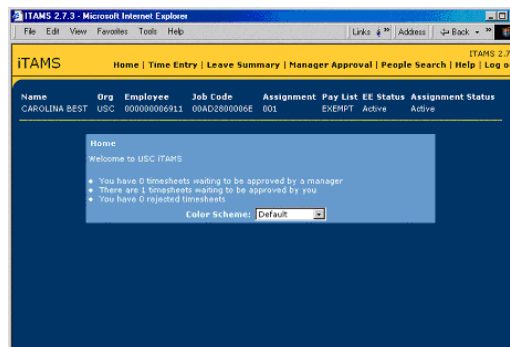 ITAMS 2.7.3 - Microsoft Internet Explorer
File Edit View Favorites Tools Help Links » Address Back »
ITAMS 2.7
iTAMS Home | Time Entry | Leave Summary | Manager Approval | People Search | Help | Log o
Name Org Employee Job Code Assignment Pay List EE Status Assignment Status
CAROLINA BEST USC 000000006911 00AD2800006E 001 EXEMPT Active Active
Home
Welcome to USC iTAMS
• You have 0 timesheets waiting to be approved by a manager
• There are 1 timesheets waiting to be approved by you
• You have 0 rejected timesheets
Color Scheme: Default